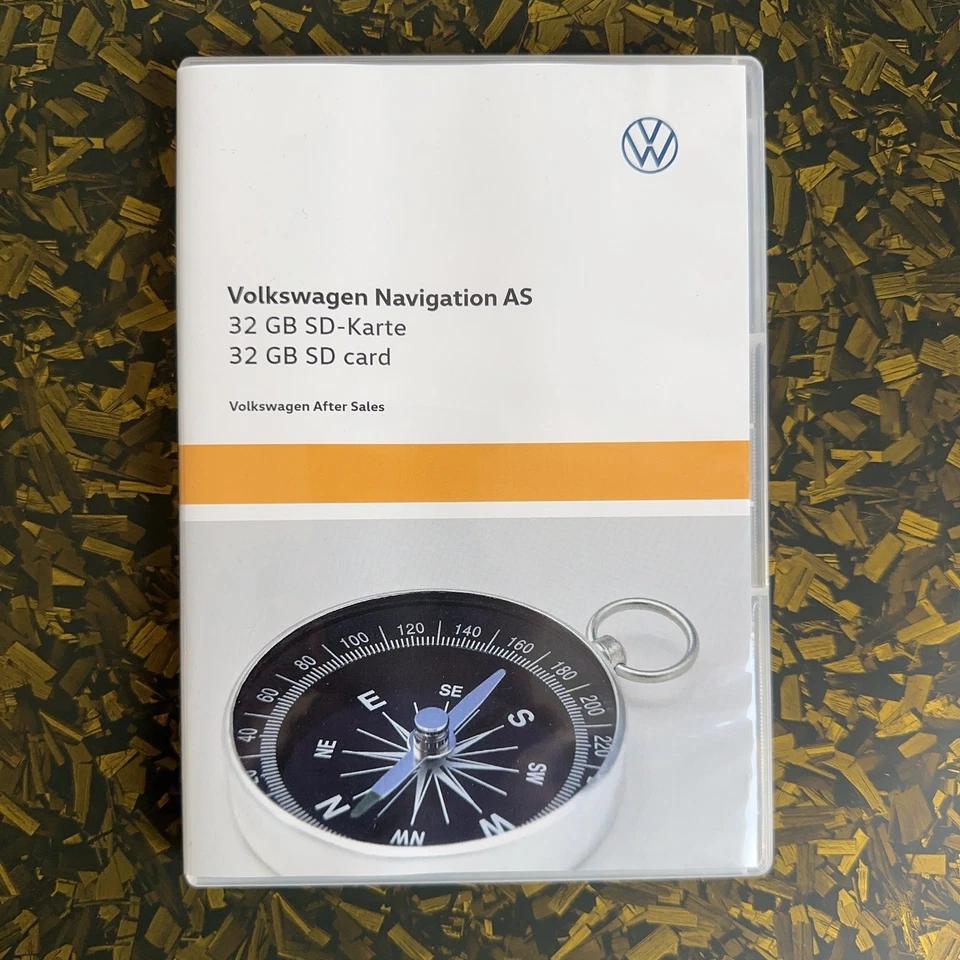 VW
Volkswagen Navigation AS
32 GB SD-Karte
32 GB SD card
Volkswagen After Sales
100 120 140 160 180 200 220
80
60
40
E SE S SW W NW N NE